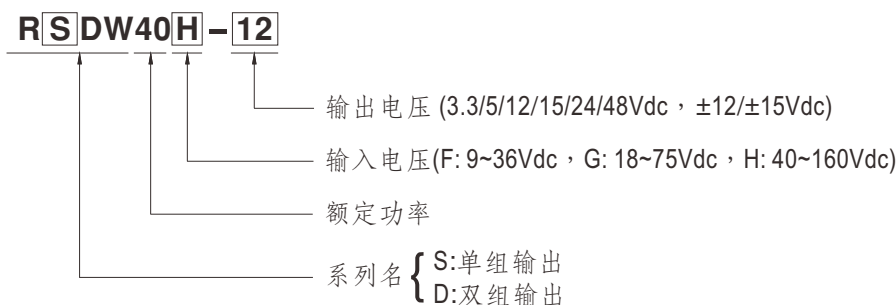 RSDW40H-12
输出电压 (3.3/5/12/15/24/48Vdc，±12/±15Vdc)
输入电压(F: 9~36Vdc，G: 18~75Vdc，H: 40~160Vdc)
额定功率
系列名 { S:单组输出
D:双组输出